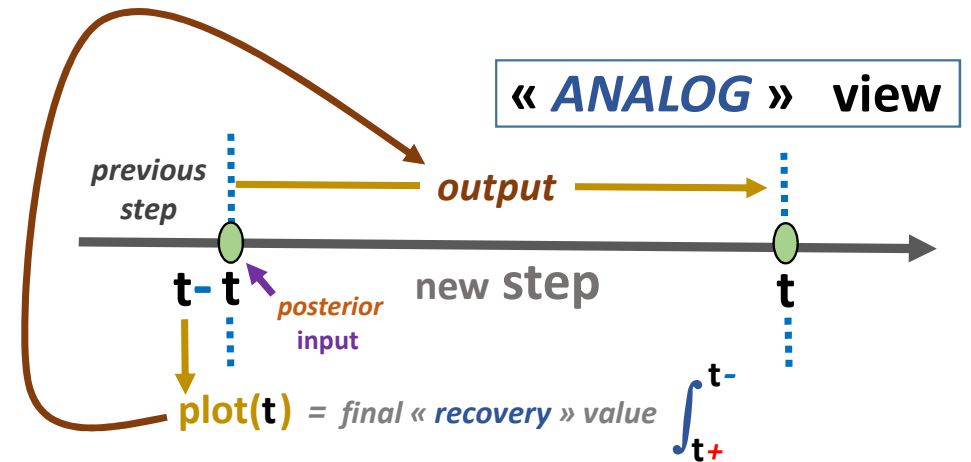 « ANALOG » view
previous
step
output
t- t
new step
t
posterior
input
plot(t) = final « recovery » value ∫ t- t+